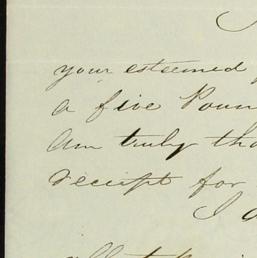 your esteemed
a five Poun
am truly tha
receipt for
I a